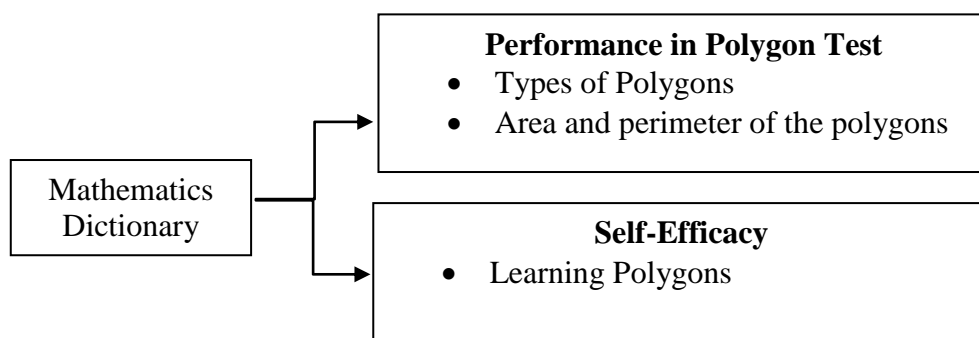 Performance in Polygon Test
• Types of Polygons
• Area and perimeter of the polygons
Mathematics
Dictionary
Self-Efficacy
• Learning Polygons